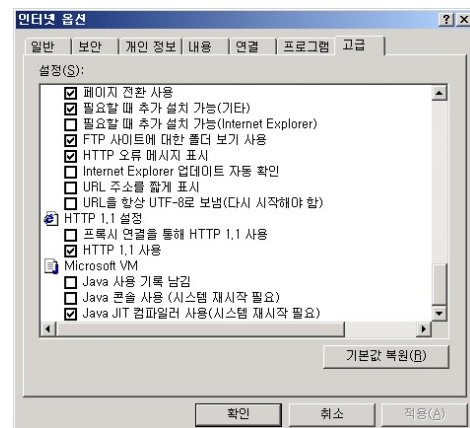 인터넷 옵션
일반 보안 개인 정보 내용 연결 프로그램 고급
설정(S):
페이지 전환 사용
필요할 때 추가 설치 가능(기타)
필요할 때 추가 설치 가능(Internet Explorer)
FTP 사이트에 대한 폴더 보기 사용
HTTP 오류 메시지 표시
Internet Explorer 업데이트 자동 확인
URL 주소를 짧게 표시
URL을 항상 UTF-8로 보냄(다시 시작해야 함)
HTTP 1.1 설정
프록시 연결을 통해 HTTP 1.1 사용
HTTP 1.1 사용
Microsoft VM
Java 사용 기록 남김
Java 콘솔 사용 (시스템 재시작 필요)
Java JIT 컴파일러 사용(시스템 재시작 필요)
기본값 복원(R)
확인 취소 적용(A)